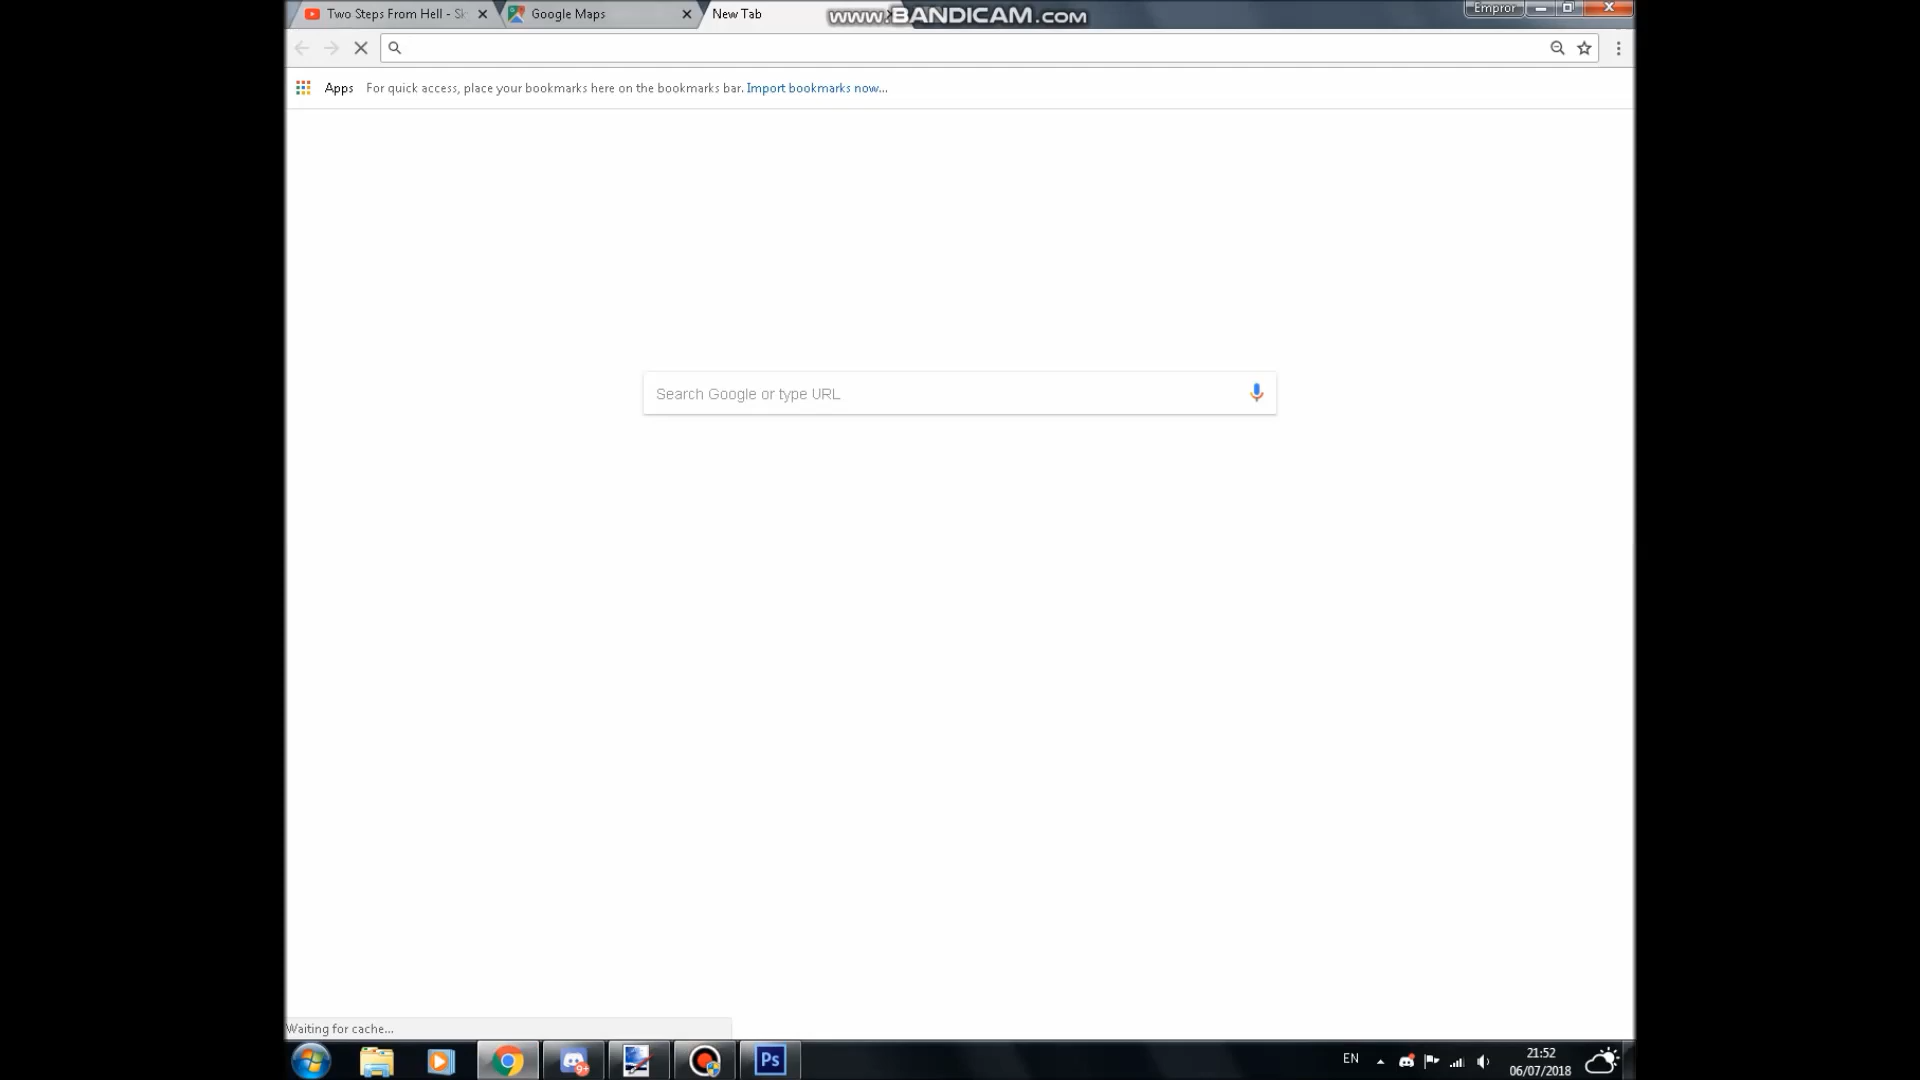 Two Steps From Hell - Sk
Google Maps
New Tab
www.BANDICAM.com
Empror
Apps
For quick access, place your bookmarks here on the bookmarks bar. Import bookmarks now...
Search Google or type URL
Waiting for cache...
9+
Ps
EN
21:52
06/07/2018